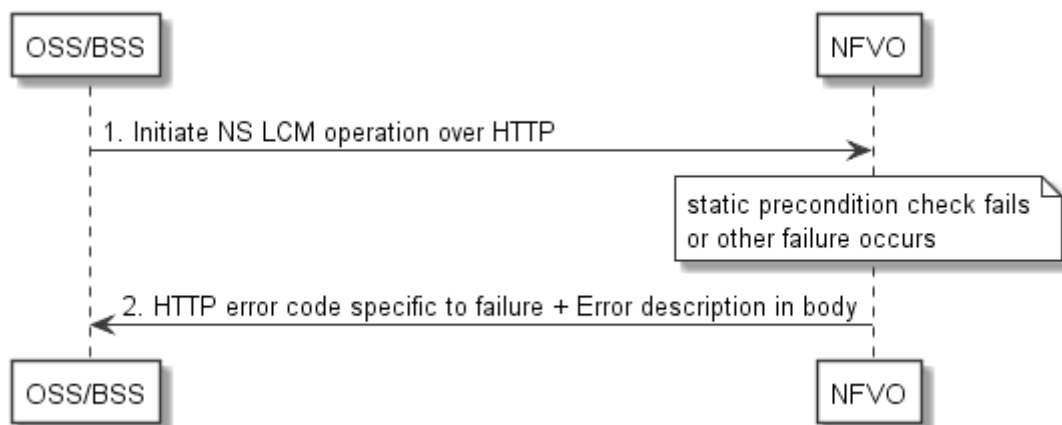 OSS/BSS
NFVO
1. Initiate NS LCM operation over HTTP
static precondition check fails
or other failure occurs
2. HTTP error code specific to failure + Error description in body
OSS/BSS
NFVO